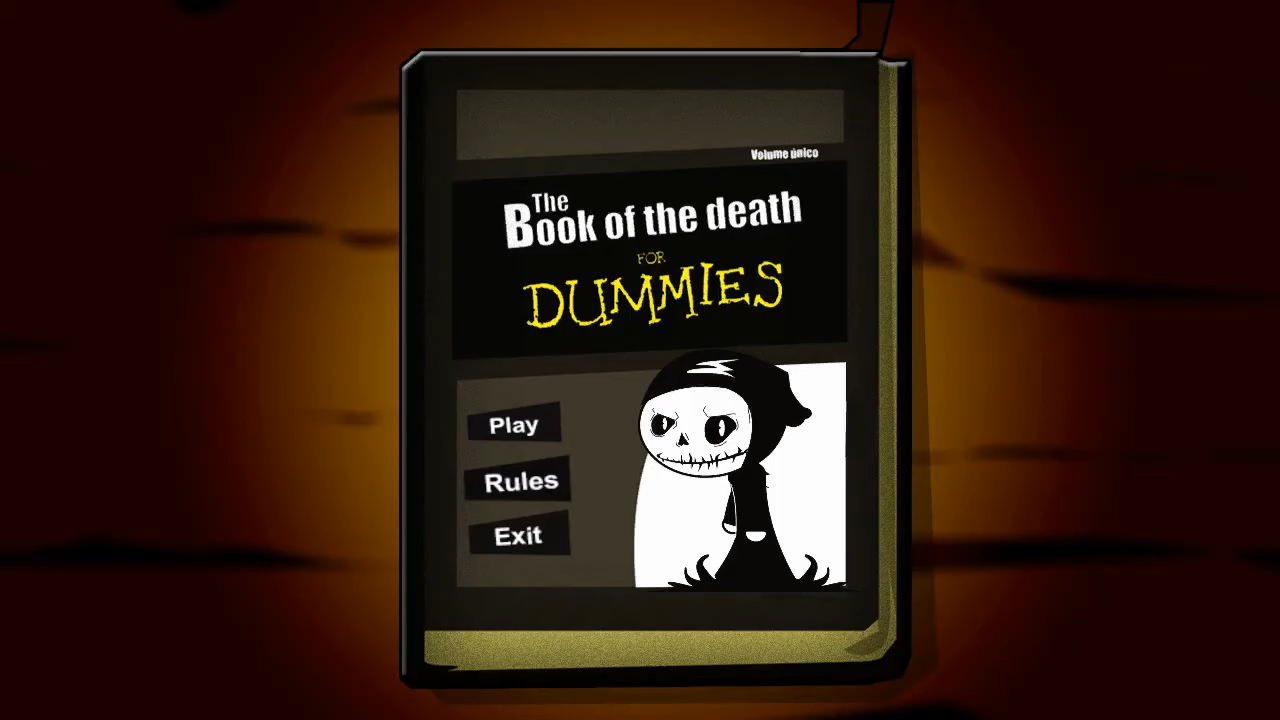 Volume único
The
Book of the death
FOR
DUMMIES
Play
Rules
Exit